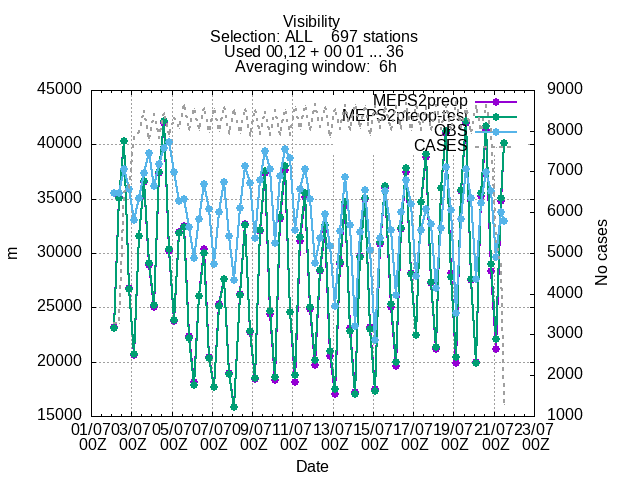 Visibility
Selection: ALL 697 stations
Used 00,12 + 00 01 ... 36
Averaging window: 6h
45000 9000
MEPS2preop
MEPS2preop-test
OBS
CASES
40000 8000
35000 7000
30000 6000
25000 5000
20000 4000
15000 3000
2000
1000
m
No cases
01/07 03/07 05/07 07/07 09/07 11/07 13/07 15/07 17/07 19/07 21/07 23/07
00Z 00Z 00Z 00Z 00Z 00Z 00Z 00Z 00Z 00Z 00Z 00Z
Date